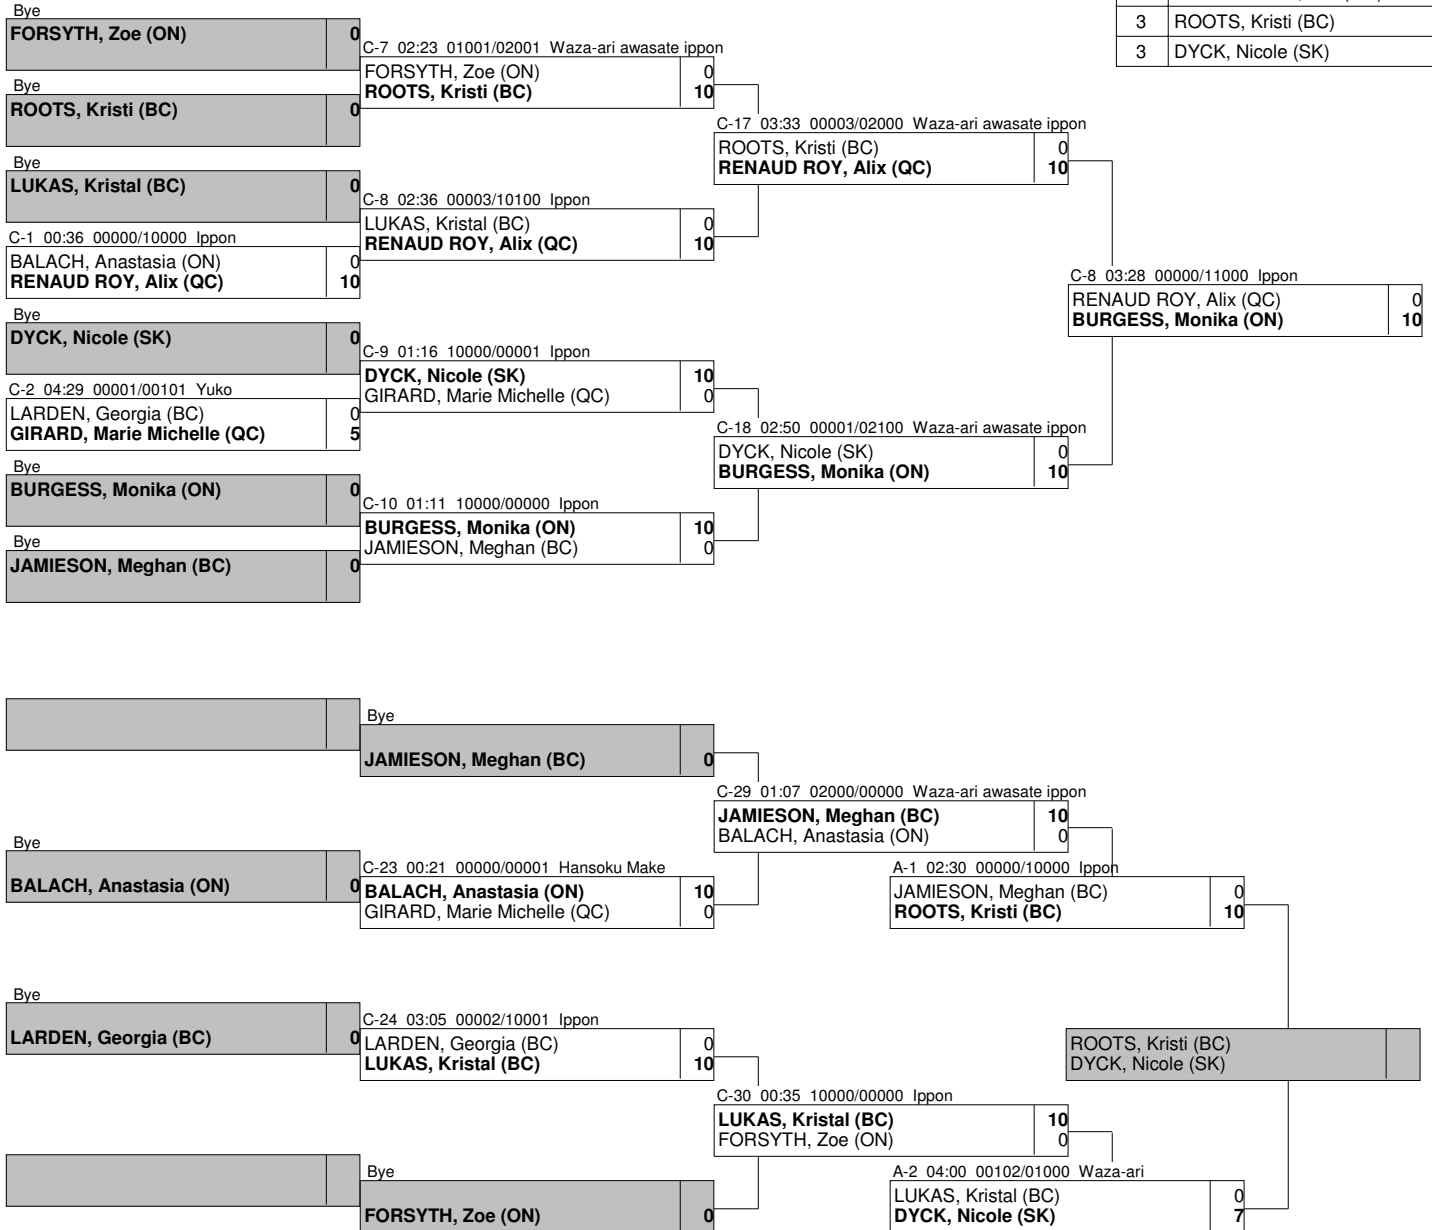 3 ROOTS, Kristi (BC)
3 DYCK, Nicole (SK)
Bye
FORSYTH, Zoe (ON) 0
Bye
ROOTS, Kristi (BC) 0
Bye
LUKAS, Kristal (BC) 0
C-1 00:36 00000/10000 Ippon
BALACH, Anastasia (ON) 0
RENAUD ROY, Alix (QC) 10
Bye
DYCK, Nicole (SK) 0
C-2 04:29 00001/00101 Yuko
LARDEN, Georgia (BC) 0
GIRARD, Marie Michelle (QC) 5
Bye
BURGESS, Monika (ON) 0
Bye
JAMIESON, Meghan (BC) 0
C-7 02:23 01001/02001 Waza-ari awasate ippon
FORSYTH, Zoe (ON) 0
ROOTS, Kristi (BC) 10
C-8 02:36 00003/10100 Ippon
LUKAS, Kristal (BC) 0
RENAUD ROY, Alix (QC) 10
C-9 01:16 10000/00001 Ippon
DYCK, Nicole (SK) 10
GIRARD, Marie Michelle (QC) 0
C-10 01:11 10000/00000 Ippon
BURGESS, Monika (ON) 10
JAMIESON, Meghan (BC) 0
C-17 03:33 00003/02000 Waza-ari awasate ippon
ROOTS, Kristi (BC) 0
RENAUD ROY, Alix (QC) 10
C-18 02:50 00001/02100 Waza-ari awasate ippon
DYCK, Nicole (SK) 0
BURGESS, Monika (ON) 10
C-8 03:28 00000/11000 Ippon
RENAUD ROY, Alix (QC) 0
BURGESS, Monika (ON) 10
Bye
BALACH, Anastasia (ON) 0
Bye
LARDEN, Georgia (BC) 0
Bye
JAMIESON, Meghan (BC) 0
C-23 00:21 00000/00001 Hansoku Make
BALACH, Anastasia (ON) 10
GIRARD, Marie Michelle (QC) 0
C-24 03:05 00002/10001 Ippon
LARDEN, Georgia (BC) 0
LUKAS, Kristal (BC) 10
Bye
FORSYTH, Zoe (ON) 0
C-29 01:07 02000/00000 Waza-ari awasate ippon
JAMIESON, Meghan (BC) 10
BALACH, Anastasia (ON) 0
C-30 00:35 10000/00000 Ippon
LUKAS, Kristal (BC) 10
FORSYTH, Zoe (ON) 0
A-1 02:30 00000/10000 Ippon
JAMIESON, Meghan (BC) 0
ROOTS, Kristi (BC) 10
A-2 04:00 00102/01000 Waza-ari
LUKAS, Kristal (BC) 0
DYCK, Nicole (SK) 7
ROOTS, Kristi (BC)
DYCK, Nicole (SK)